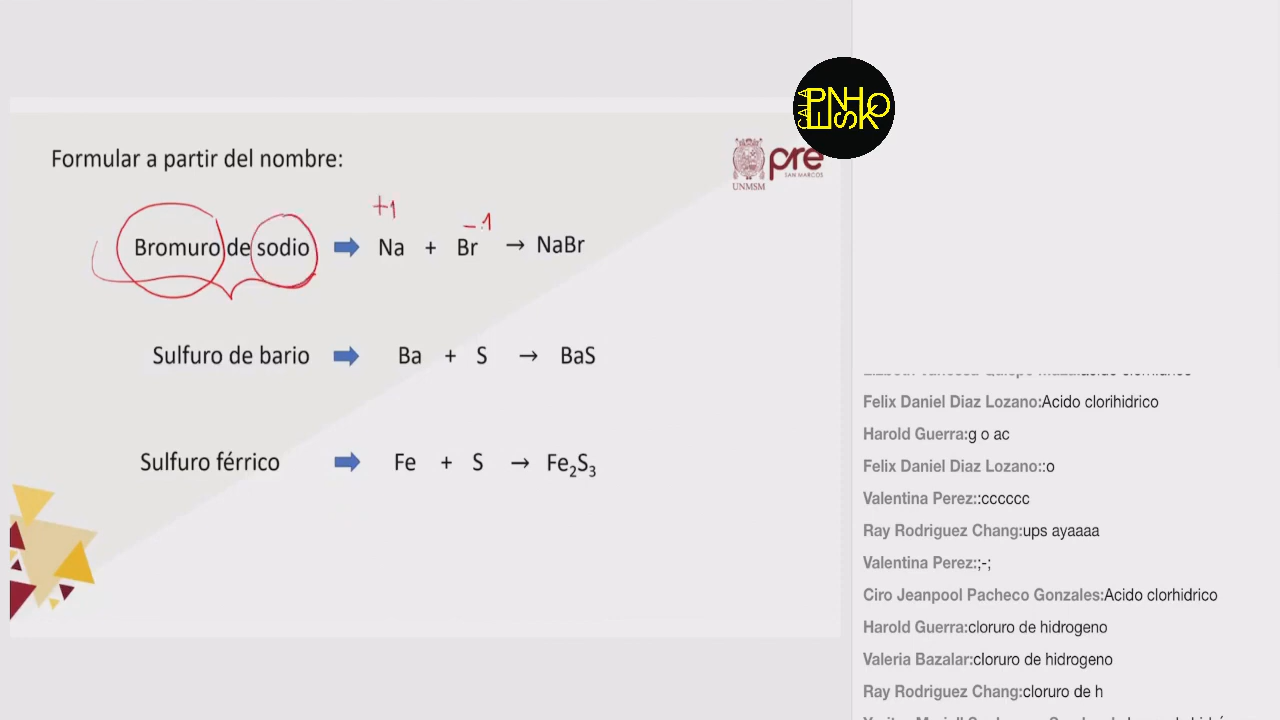 CALA
PNHO
ESK
Formular a partir del nombre:
pre
SAN MARCOS
UNMSM
+1
-1
Bromuro de sodio Na + Br → NaBr
Sulfuro de bario Ba + S → BaS
Sulfuro férrico Fe + S → Fe₂S₃
Felix Daniel Diaz Lozano:Acido clorihidrico
Harold Guerra:g o ac
Felix Daniel Diaz Lozano::o
Valentina Perez::cccccc
Ray Rodriguez Chang:ups ayaaaa
Valentina Perez:;-;
Ciro Jeanpool Pacheco Gonzales:Acido clorhidrico
Harold Guerra:cloruro de hidrogeno
Valeria Bazalar:cloruro de hidrogeno
Ray Rodriguez Chang:cloruro de h